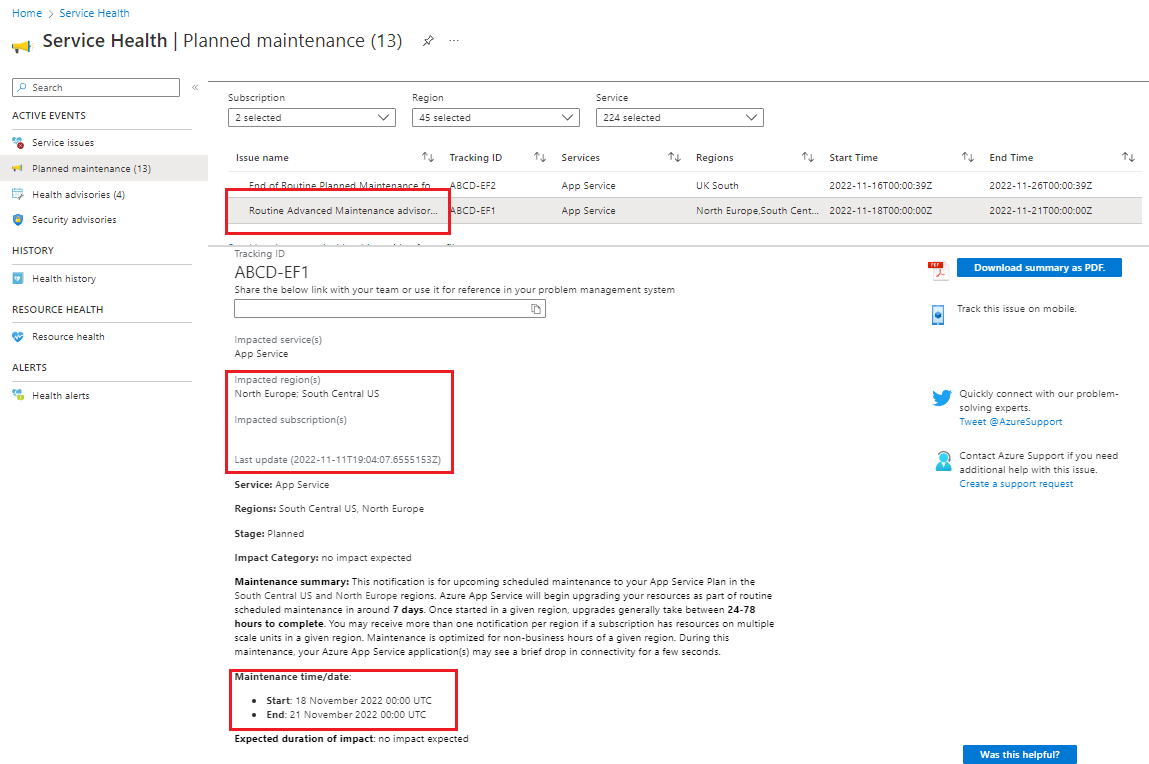 Home > Service Health
Service Health | Planned maintenance (13) ...
Search «
ACTIVE EVENTS
Service issues
Planned maintenance (13)
Health advisories (4)
Security advisories
HISTORY
Health history
RESOURCE HEALTH
Resource health
ALERTS
Health alerts
Subscription Region Service
2 selected 45 selected 224 selected
Issue name Tracking ID Services Regions Start Time End Time
End of Routine Planned Maintenance fo... ABCD-EF2 App Service UK South 2022-11-16T00:00:39Z 2022-11-26T00:00:39Z
Routine Advanced Maintenance advisor... ABCD-EF1 App Service North Europe,South Cent... 2022-11-18T00:00:00Z 2022-11-21T00:00:00Z
Tracking ID
ABCD-EF1
Share the below link with your team or use it for reference in your problem management system
Impacted service(s)
App Service
Impacted region(s)
North Europe; South Central US
Impacted subscription(s)
Last update (2022-11-11T19:04:07.6555153Z)
Service: App Service
Regions: South Central US, North Europe
Stage: Planned
Impact Category: no impact expected
Maintenance summary: This notification is for upcoming scheduled maintenance to your App Service Plan in the
South Central US and North Europe regions. Azure App Service will begin upgrading your resources as part of routine
scheduled maintenance in around 7 days. Once started in a given region, upgrades generally take between 24-78
hours to complete. You may receive more than one notification per region if a subscription has resources on multiple
scale units in a given region. Maintenance is optimized for non-business hours of a given region. During this
maintenance, your Azure App Service application(s) may see a brief drop in connectivity for a few seconds.
Maintenance time/date:
• Start: 18 November 2022 00:00 UTC
• End: 21 November 2022 00:00 UTC
Expected duration of impact: no impact expected
PDF
Download summary as PDF.
Track this issue on mobile.
Quickly connect with our problem-
solving experts.
Tweet @AzureSupport
Contact Azure Support if you need
additional help with this issue.
Create a support request
Was this helpful?